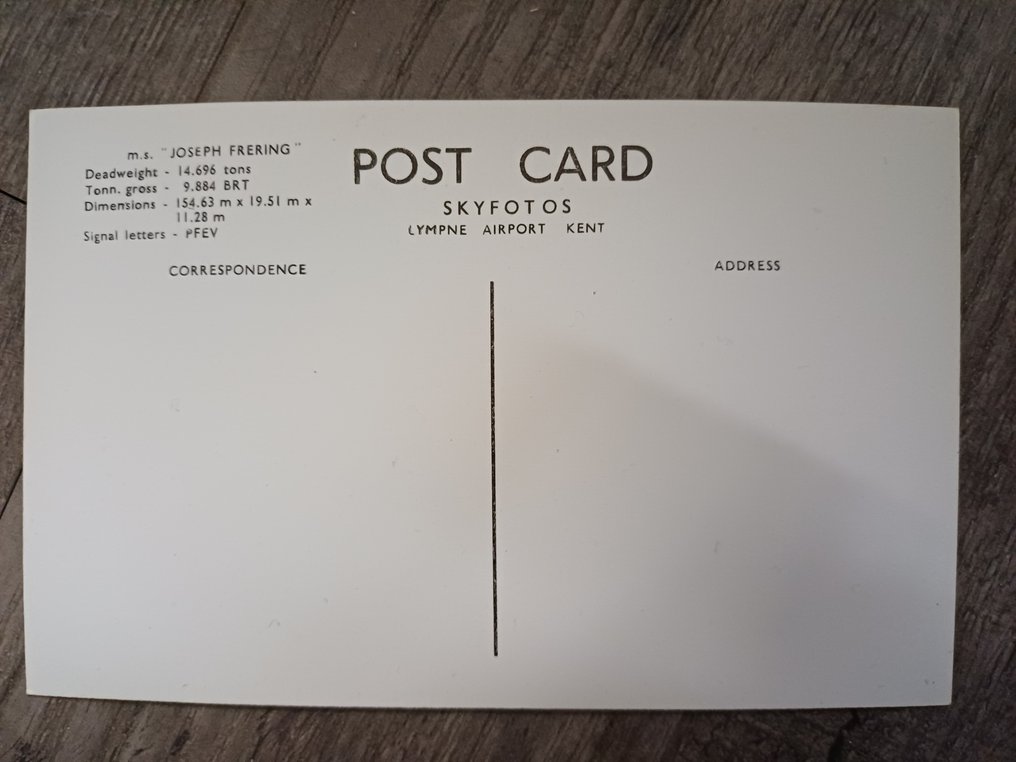 m.s. "JOSEPH FRERING"
Deadweight - 14.696 tons
Tonn. gross - 9.884 BRT
Dimensions - 154.63 m x 19.51 m x
11.28 m
Signal letters - PFEV
POST CARD
SKYFOTOS
LYMPNE AIRPORT KENT
CORRESPONDENCE
ADDRESS